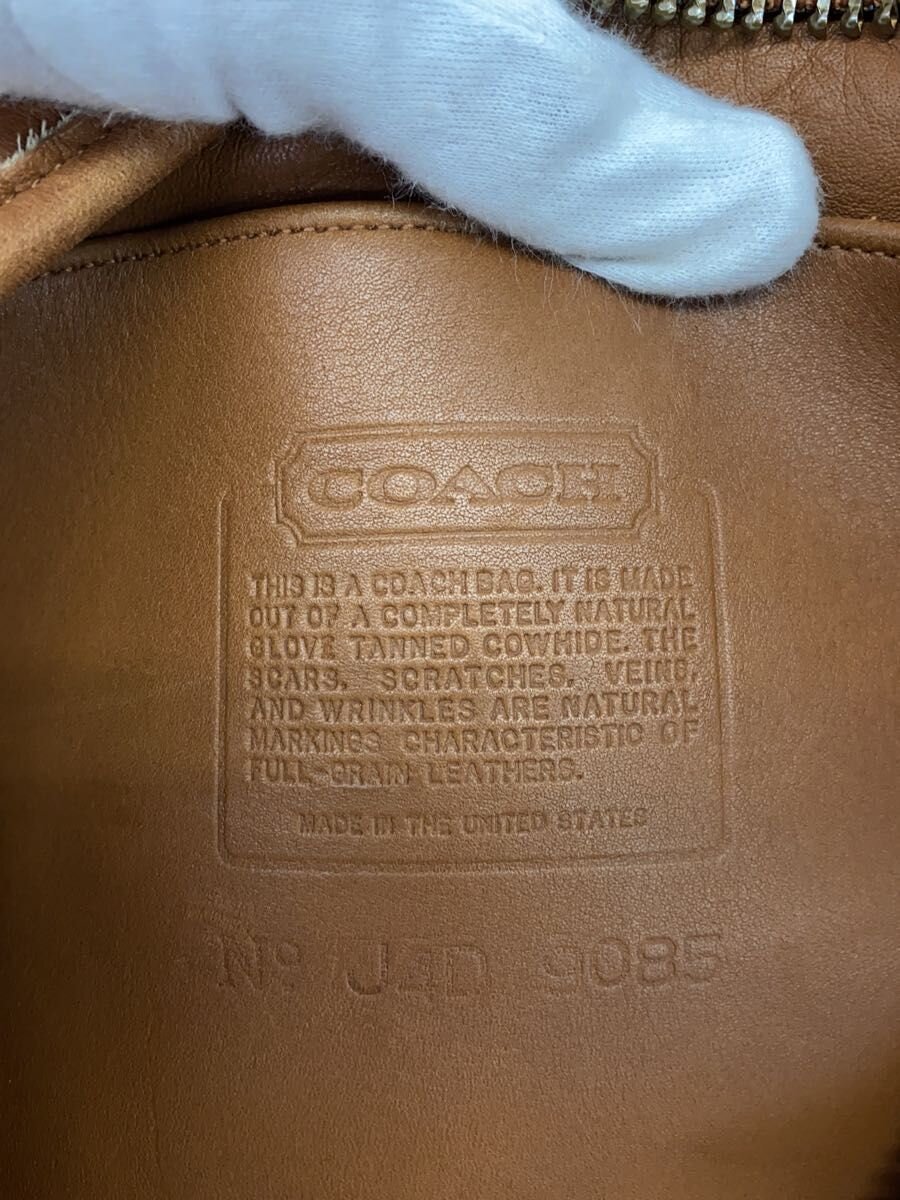 COACH
THIS IS A COACH BAG. IT IS MADE
OUT OF A COMPLETELY NATURAL
GLOVE TANNED COWHIDE. THE
SCARS, SCRATCHES, VEINS,
AND WRINKLES ARE NATURAL
MARKINGS CHARACTERISTIC OF
FULL-GRAIN LEATHERS.
MADE IN THE UNITED STATES
No J4D 9085